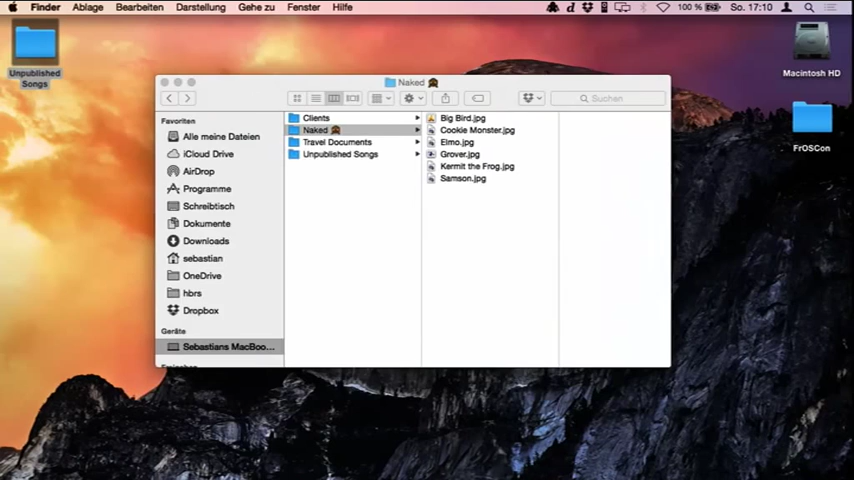 Finder Ablage Bearbeiten Darstellung Gehe zu Fenster Hilfe 100 % So. 17:10
Unpublished
Songs
Macintosh HD
FrOSCon
Naked
Suchen
Favoriten
Alle meine Dateien
iCloud Drive
AirDrop
Programme
Schreibtisch
Dokumente
Downloads
sebastian
OneDrive
hbrs
Dropbox
Geräte
Sebastians MacBoo...
Clients
Naked
Travel Documents
Unpublished Songs
Big Bird.jpg
Cookie Monster.jpg
Elmo.jpg
Grover.jpg
Kermit the Frog.jpg
Samson.jpg